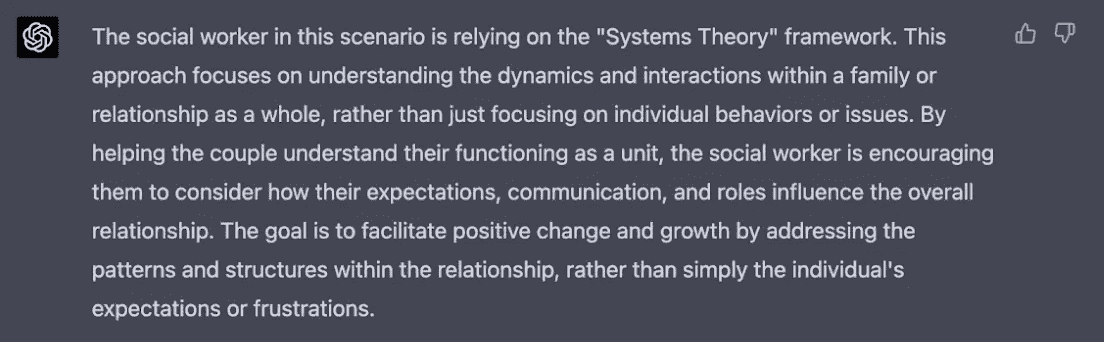 The social worker in this scenario is relying on the "Systems Theory" framework. This
approach focuses on understanding the dynamics and interactions within a family or
relationship as a whole, rather than just focusing on individual behaviors or issues. By
helping the couple understand their functioning as a unit, the social worker is encouraging
them to consider how their expectations, communication, and roles influence the overall
relationship. The goal is to facilitate positive change and growth by addressing the
patterns and structures within the relationship, rather than simply the individual's
expectations or frustrations.